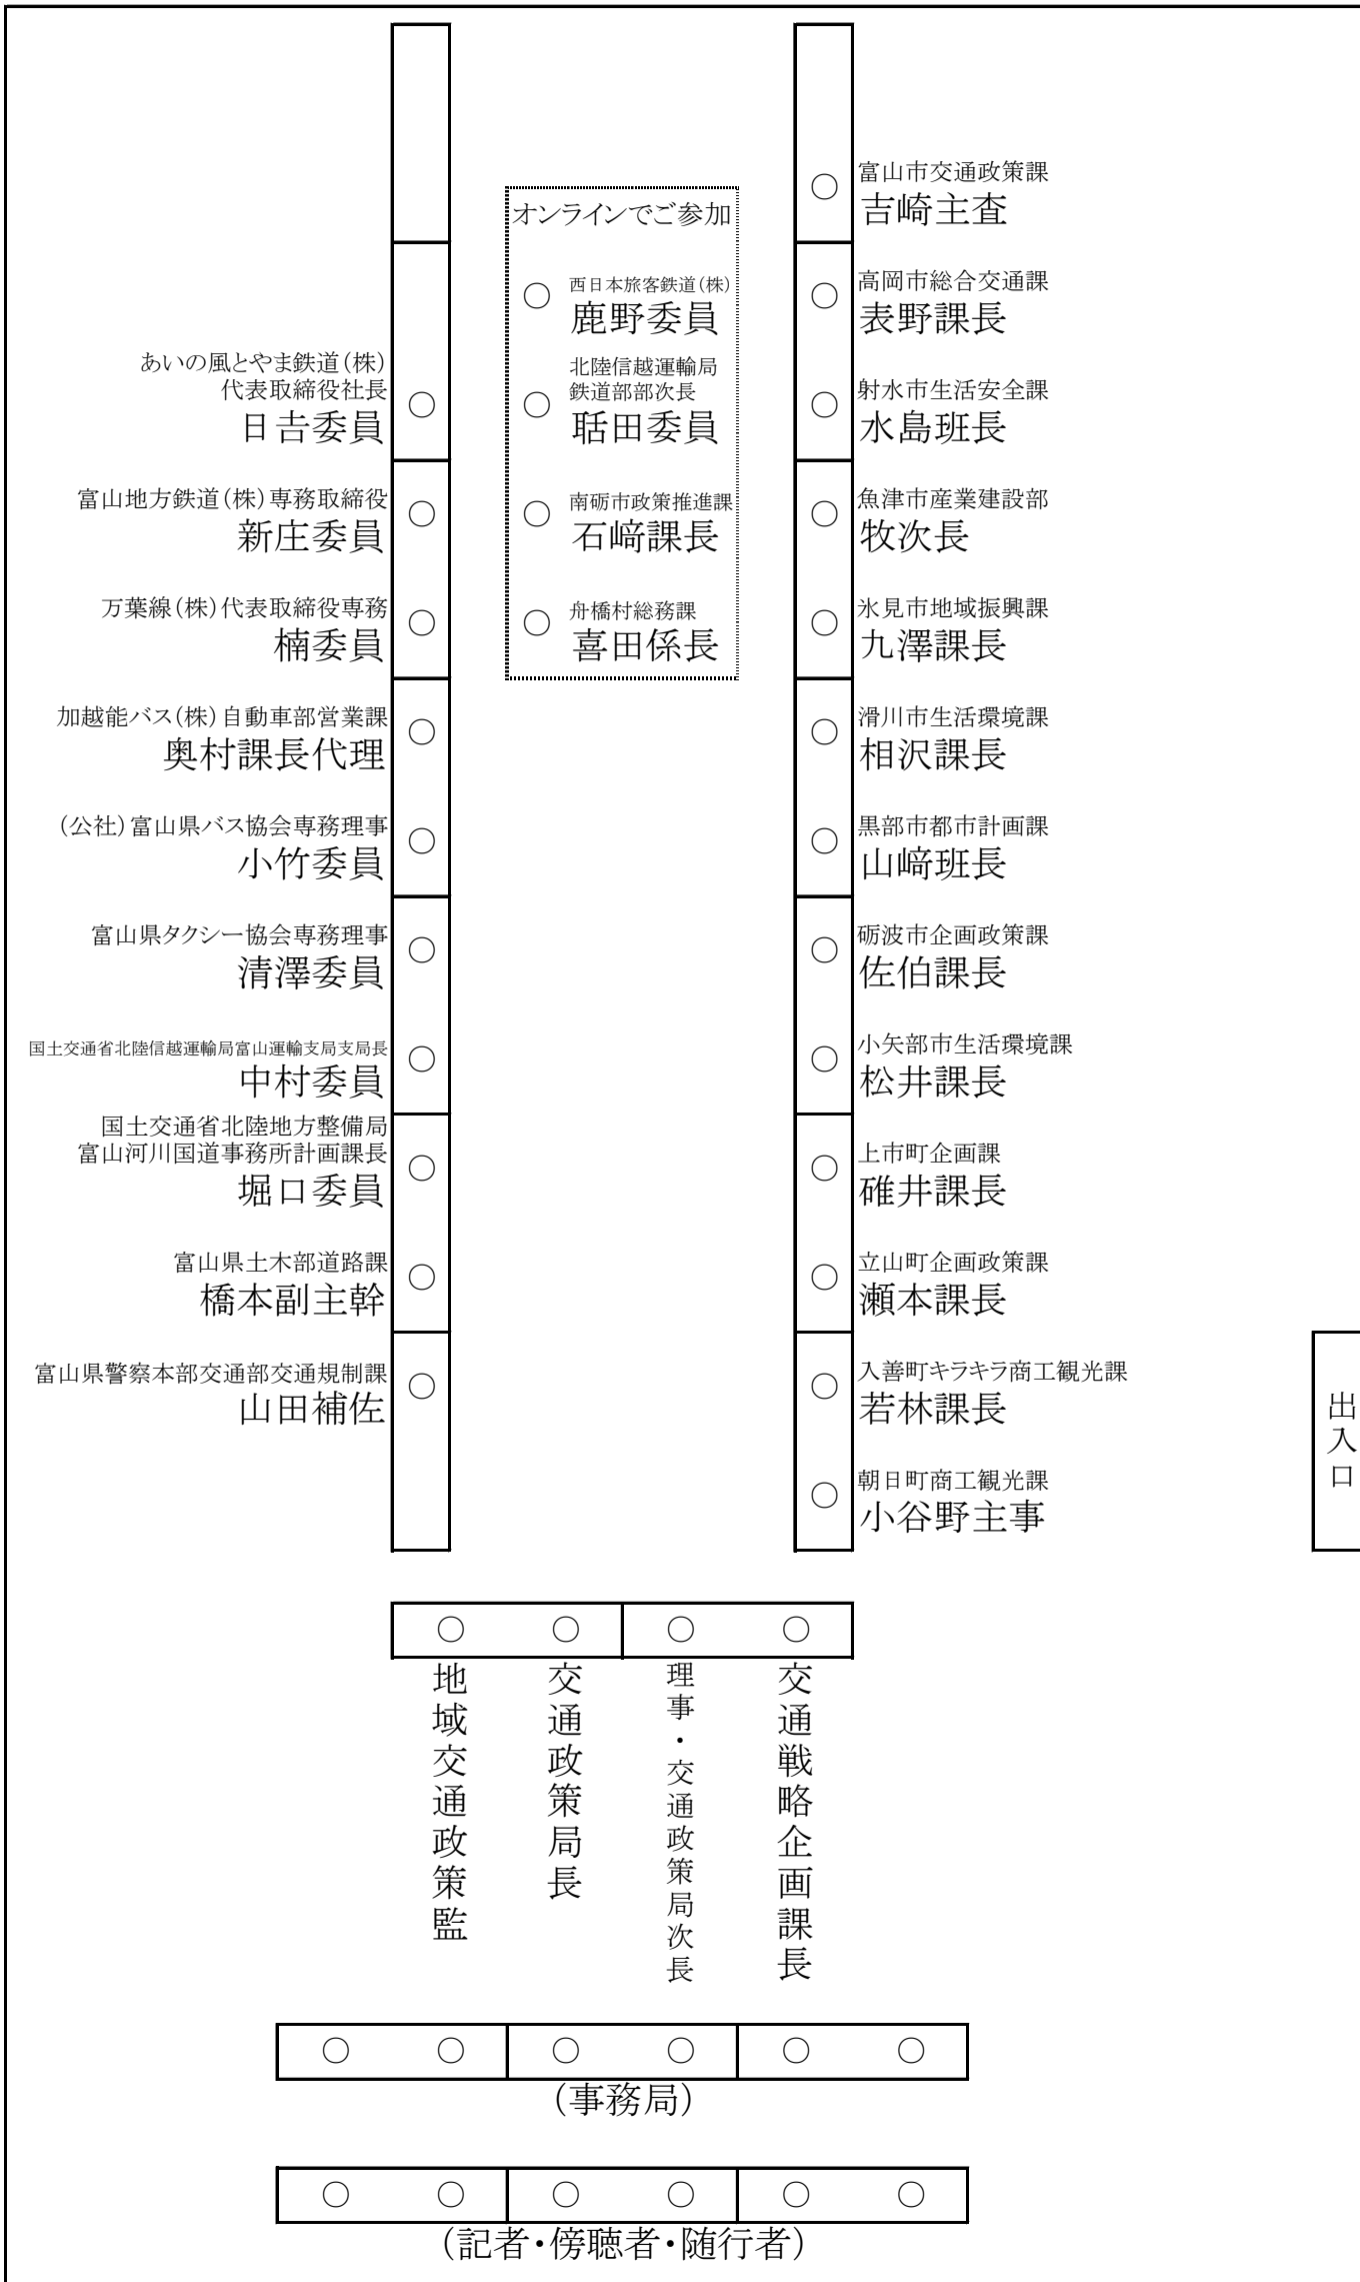 あいの風とやま鉄道(株)
代表取締役社長
日吉委員
富山地方鉄道(株)専務取締役
新庄委員
万葉線(株)代表取締役専務
楠委員
加越能バス(株)自動車部営業課
奥村課長代理
(公社)富山県バス協会専務理事
小竹委員
富山県タクシー協会専務理事
清澤委員
国土交通省北陸信越運輸局富山運輸支局支局長
中村委員
国土交通省北陸地方整備局
富山河川国道事務所計画課長
堀口委員
富山県土木部道路課
橋本副主幹
富山県警察本部交通部交通規制課
山田補佐
オンラインでご参加
西日本旅客鉄道(株)
鹿野委員
北陸信越運輸局
鉄道部部次長
聒田委員
南砺市政策推進課
石﨑課長
舟橋村総務課
喜田係長
富山市交通政策課
吉崎主査
高岡市総合交通課
表野課長
射水市生活安全課
水島班長
魚津市産業建設部
牧次長
氷見市地域振興課
九澤課長
滑川市生活環境課
相沢課長
黒部市都市計画課
山﨑班長
砺波市企画政策課
佐伯課長
小矢部市生活環境課
松井課長
上市町企画課
碓井課長
立山町企画政策課
瀬本課長
入善町キラキラ商工観光課
若林課長
朝日町商工観光課
小谷野主事
出入口
地域交通政策監
交通政策局長
理事・交通政策局次長
交通戦略企画課長
(事務局)
(記者・傍聴者・随行者)